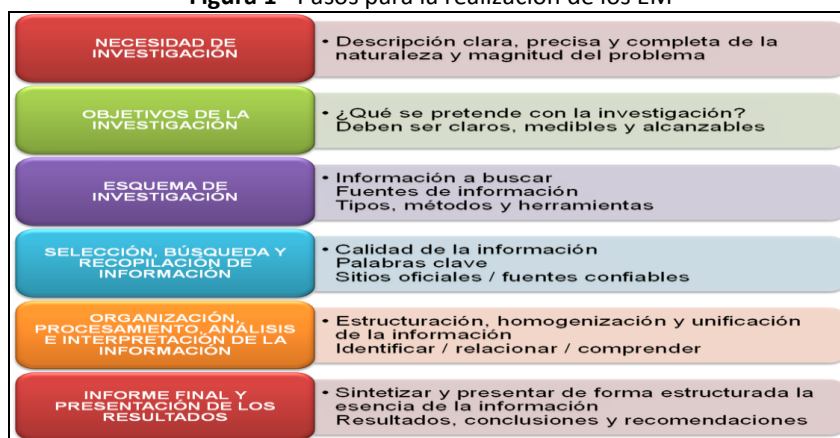 Figura 1 - Pasos para la realización de los EM
NECESIDAD DE
INVESTIGACIÓN
• Descripción clara, precisa y completa de la
naturaleza y magnitud del problema
OBJETIVOS DE LA
INVESTIGACIÓN
• ¿Qué se pretende con la investigación?
Deben ser claros, medibles y alcanzables
ESQUEMA DE
INVESTIGACIÓN
• Información a buscar
Fuentes de información
Tipos, métodos y herramientas
SELECCIÓN, BÚSQUEDA Y
RECOPILACIÓN DE
INFORMACIÓN
• Calidad de la información
Palabras clave
Sitios oficiales / fuentes confiables
ORGANIZACIÓN,
PROCESAMIENTO, ANÁLISIS
E INTERPRETACIÓN DE LA
INFORMACIÓN
• Estructuración, homogenización y unificación
de la información
Identificar / relacionar / comprender
INFORME FINAL Y
PRESENTACIÓN DE LOS
RESULTADOS
• Sintetizar y presentar de forma estructurada la
esencia de la información
Resultados, conclusiones y recomendaciones